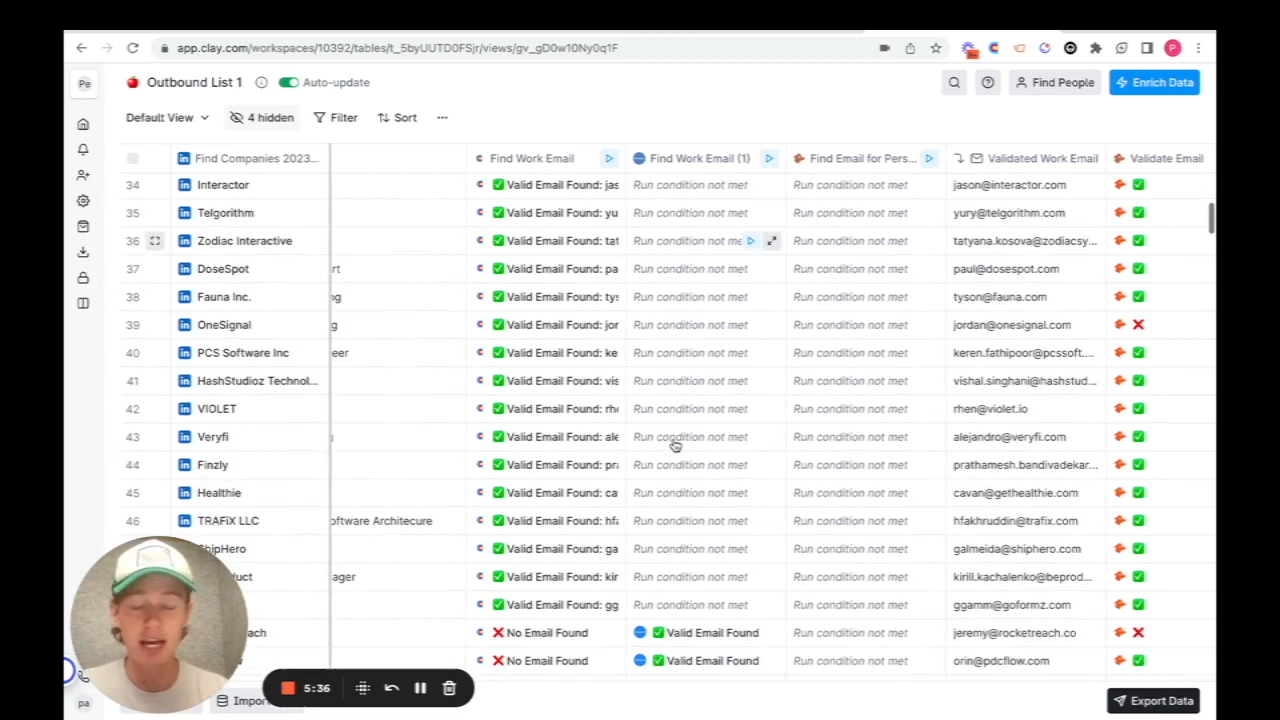 app.clay.com/workspaces/10392/tables/t_5byUUTD0FSjr/views/gv_gD0w10Ny0q1F
P
Pe
Outbound List 1
Auto-update
Find People
Enrich Data
Default View
4 hidden
Filter
Sort
Find Companies 2023...
Find Work Email
Find Work Email (1)
Find Email for Pers...
Validated Work Email
Validate Email
34 Interactor Valid Email Found: jas Run condition not met Run condition not met jason@interactor.com
35 Telgorithm Valid Email Found: yu Run condition not met Run condition not met yury@telgorithm.com
36 Zodiac Interactive Valid Email Found: tat Run condition not me Run condition not met tatyana.kosova@zodiacsy...
37 DoseSpot rt Valid Email Found: pa Run condition not met Run condition not met paul@dosespot.com
38 Fauna Inc. ng Valid Email Found: tys Run condition not met Run condition not met tyson@fauna.com
39 OneSignal g Valid Email Found: jor Run condition not met Run condition not met jordan@onesignal.com
40 PCS Software Inc eer Valid Email Found: ke Run condition not met Run condition not met keren.fathipoor@pcssoft....
41 HashStudioz Technol... Valid Email Found: vis Run condition not met Run condition not met vishal.singhani@hashstud...
42 VIOLET Valid Email Found: rhe Run condition not met Run condition not met rhen@violet.io
43 Veryfi Valid Email Found: ale Run condition not met Run condition not met alejandro@veryfi.com
44 Finzly Valid Email Found: pra Run condition not met Run condition not met prathamesh.bandivadekar...
45 Healthie Valid Email Found: ca Run condition not met Run condition not met cavan@gethealthie.com
46 TRAFiX LLC oftware Architecure Valid Email Found: hfa Run condition not met Run condition not met hfakhruddin@trafix.com
ShipHero Valid Email Found: ga Run condition not met Run condition not met galmeida@shiphero.com
duct ager Valid Email Found: kir Run condition not met Run condition not met kirill.kachalenko@beprod...
Valid Email Found: gg Run condition not met Run condition not met ggamm@goformz.com
each No Email Found Valid Email Found jeremy@rocketreach.co
No Email Found Valid Email Found orin@pdcflow.com
5:36
pa
Impor
Export Data